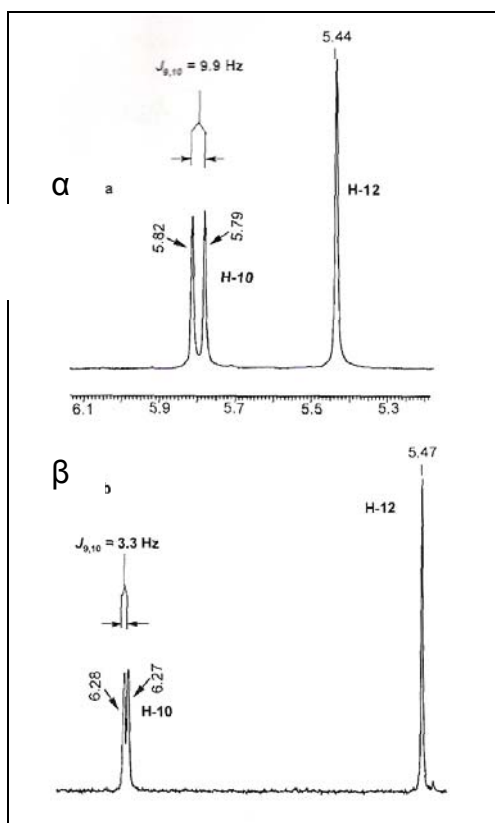 5.44
J9,10 = 9.9 Hz
α a
H-12
5.82
5.79
H-10
6.1 5.9 5.7 5.5 5.3
β b
5.47
H-12
J9,10 = 3.3 Hz
6.28
6.27
H-10